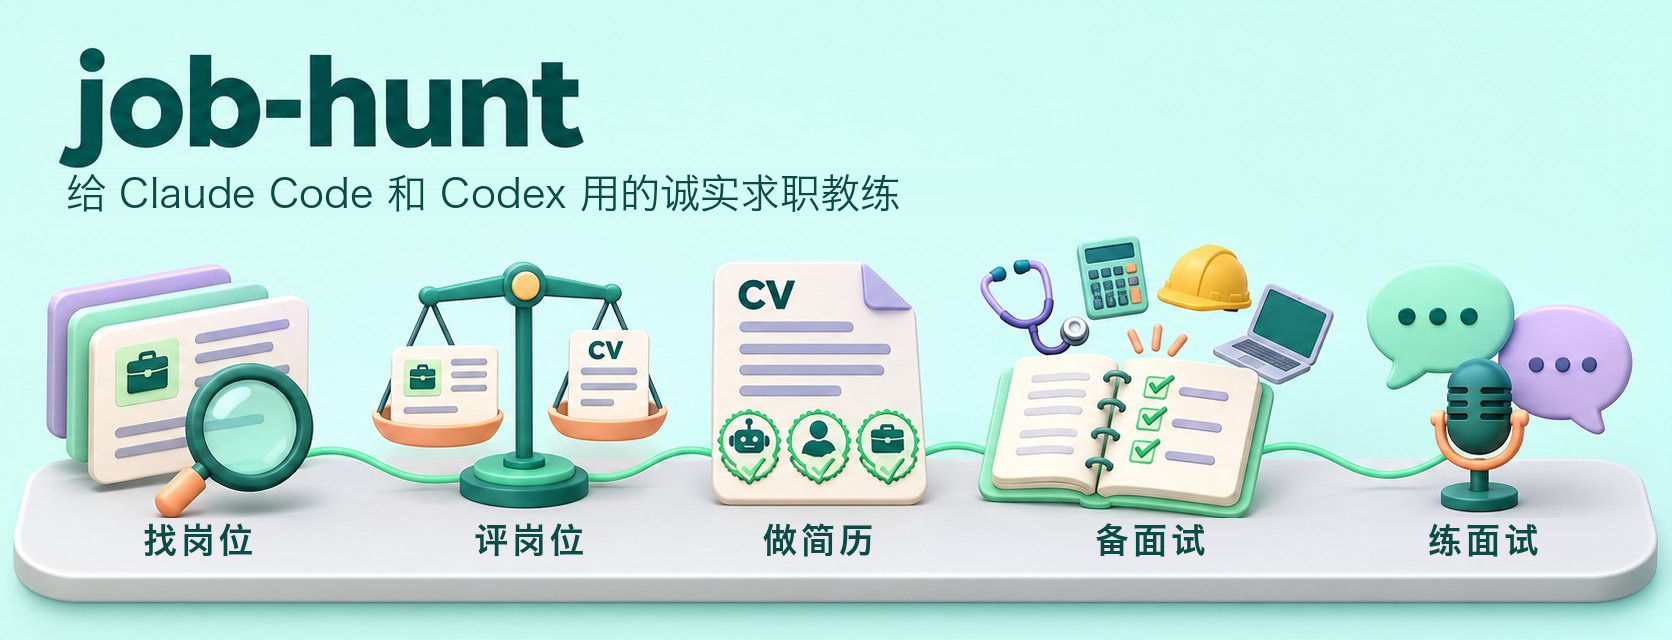 job-hunt
给 Claude Code 和 Codex 用的诚实求职教练
CV
CV
找岗位
评岗位
做简历
备面试
练面试